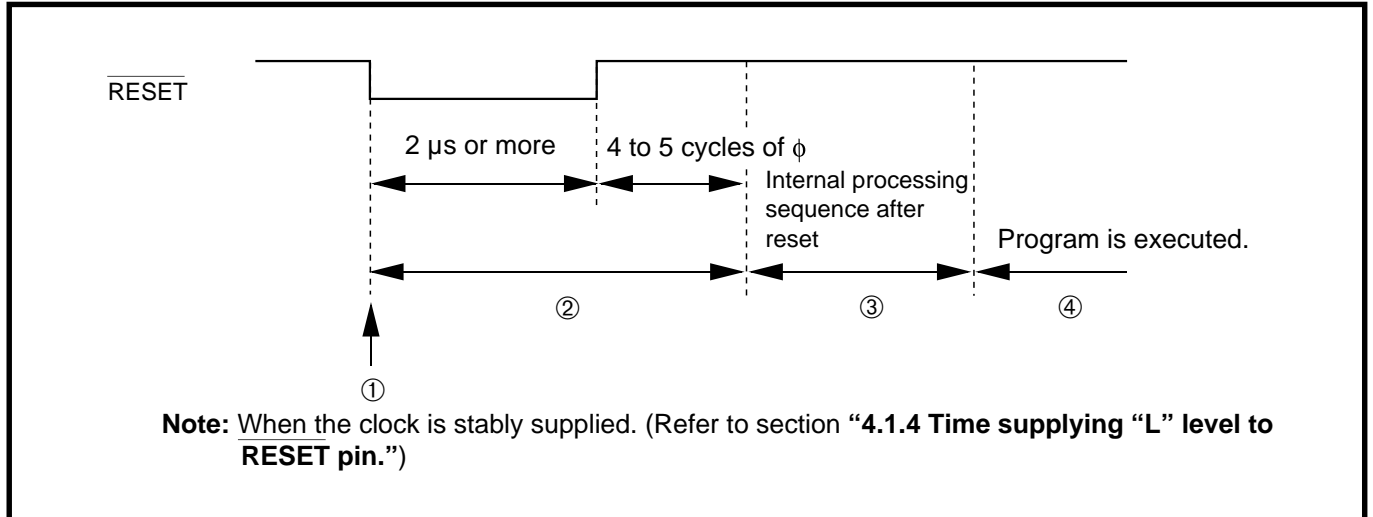 RESET
2 µs or more
4 to 5 cycles of ϕ
Internal processing
sequence after
reset
Program is executed.
②
③
④
①
Note: When the clock is stably supplied. (Refer to section “4.1.4 Time supplying “L” level to
RESET pin.”)